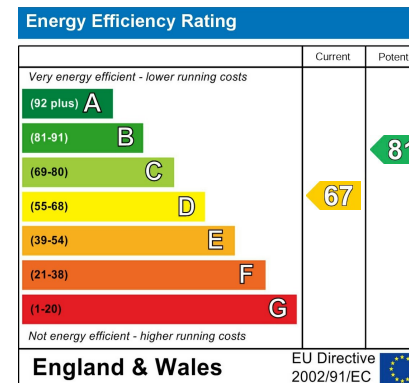 Energy Efficiency Rating
Current Potent
Very energy efficient - lower running costs
(92 plus) A
(81-91) B
81
(69-80) C
(55-68) D
67
(39-54) E
(21-38) F
(1-20) G
Not energy efficient - higher running costs
England & Wales
EU Directive
2002/91/EC